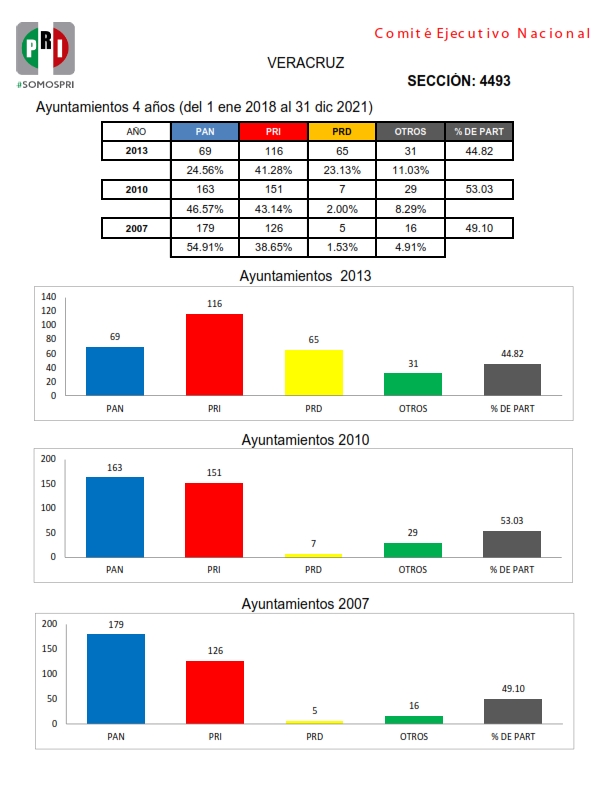 Comité Ejecutivo Nacional
PRI
#SOMOSPRI
VERACRUZ
SECCIÓN: 4493
Ayuntamientos 4 años (del 1 ene 2018 al 31 dic 2021)
AÑO PAN PRI PRD OTROS % DE PART
2013 69 116 65 31 44.82
24.56% 41.28% 23.13% 11.03%
2010 163 151 7 29 53.03
46.57% 43.14% 2.00% 8.29%
2007 179 126 5 16 49.10
54.91% 38.65% 1.53% 4.91%
Ayuntamientos 2013
140
120
100
80
60
40
20
0
69 116 65 31 44.82
PAN PRI PRD OTROS % DE PART
Ayuntamientos 2010
200
150
100
50
0
163 151 7 29 53.03
PAN PRI PRD OTROS % DE PART
Ayuntamientos 2007
200
150
100
50
0
179 126 5 16 49.10
PAN PRI PRD OTROS % DE PART